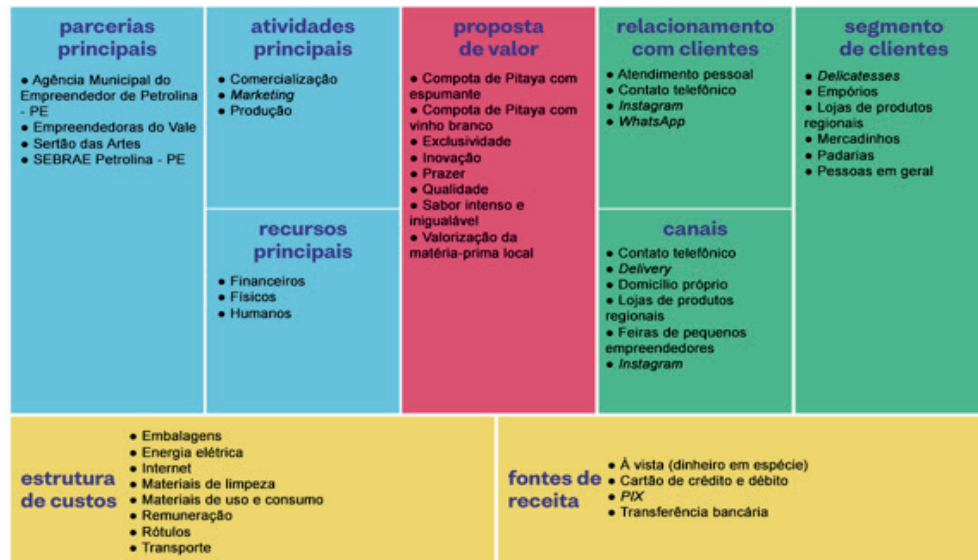 parcerias
principais
● Agência Municipal do
Empreendedor de Petrolina
- PE
● Empreendedoras do Vale
● Sertão das Artes
● SEBRAE Petrolina - PE
atividades
principais
● Comercialização
● Marketing
● Produção
recursos
principais
● Financeiros
● Físicos
● Humanos
proposta
de valor
● Compota de Pitaya com
espumante
● Compota de Pitaya com
vinho branco
● Exclusividade
● Inovação
● Prazer
● Qualidade
● Sabor intenso e
inigualável
● Valorização da
matéria-prima local
relacionamento
com clientes
● Atendimento pessoal
● Contato telefônico
● Instagram
● WhatsApp
canais
● Contato telefônico
● Delivery
● Domicílio próprio
● Lojas de produtos
regionais
● Feiras de pequenos
empreendedores
● Instagram
segmento
de clientes
● Delicatesses
● Empórios
● Lojas de produtos
regionais
● Mercadinhos
● Padarias
● Pessoas em geral
estrutura
de custos
● Embalagens
● Energia elétrica
● Internet
● Materiais de limpeza
● Materiais de uso e consumo
● Remuneração
● Rótulos
● Transporte
fontes de
receita
● À vista (dinheiro em espécie)
● Cartão de crédito e débito
● PIX
● Transferência bancária